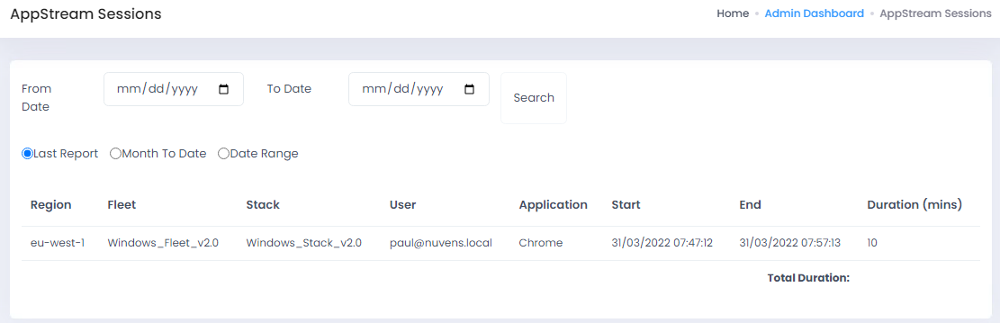 AppStream Sessions
Home • Admin Dashboard • AppStream Sessions
From Date mm/dd/yyyy To Date mm/dd/yyyy Search
Last Report Month To Date Date Range
Region Fleet Stack User Application Start End Duration (mins)
eu-west-1 Windows_Fleet_v2.0 Windows_Stack_v2.0 paul@nuvens.local Chrome 31/03/2022 07:47:12 31/03/2022 07:57:13 10
Total Duration: